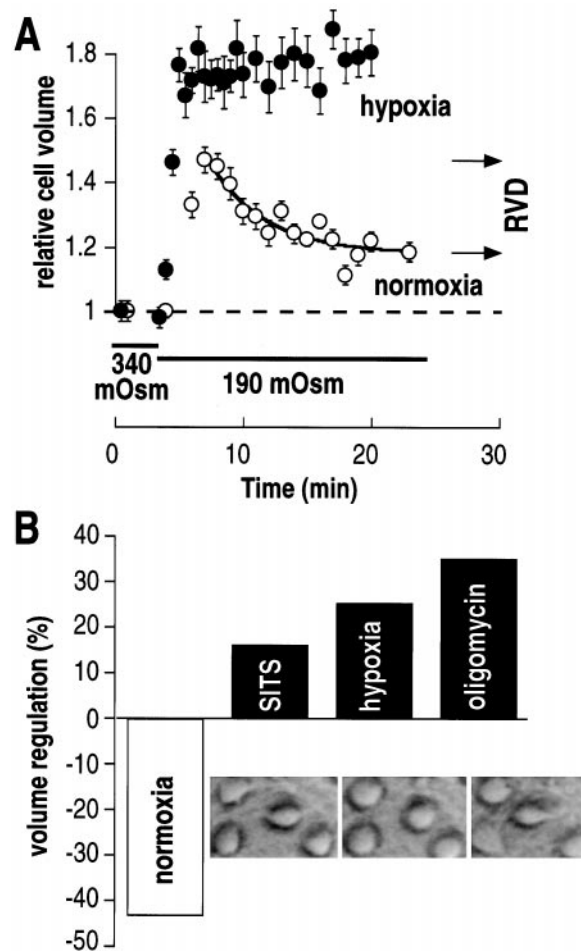 A
1.8
1.6
1.4
1.2
1
relative cell volume
hypoxia
normoxia
RVD
340
mOsm
190 mOsm
0
10
20
30
Time (min)
B
40
30
20
10
0
-10
-20
-30
-40
-50
volume regulation (%)
normoxia
SITS
hypoxia
oligomycin